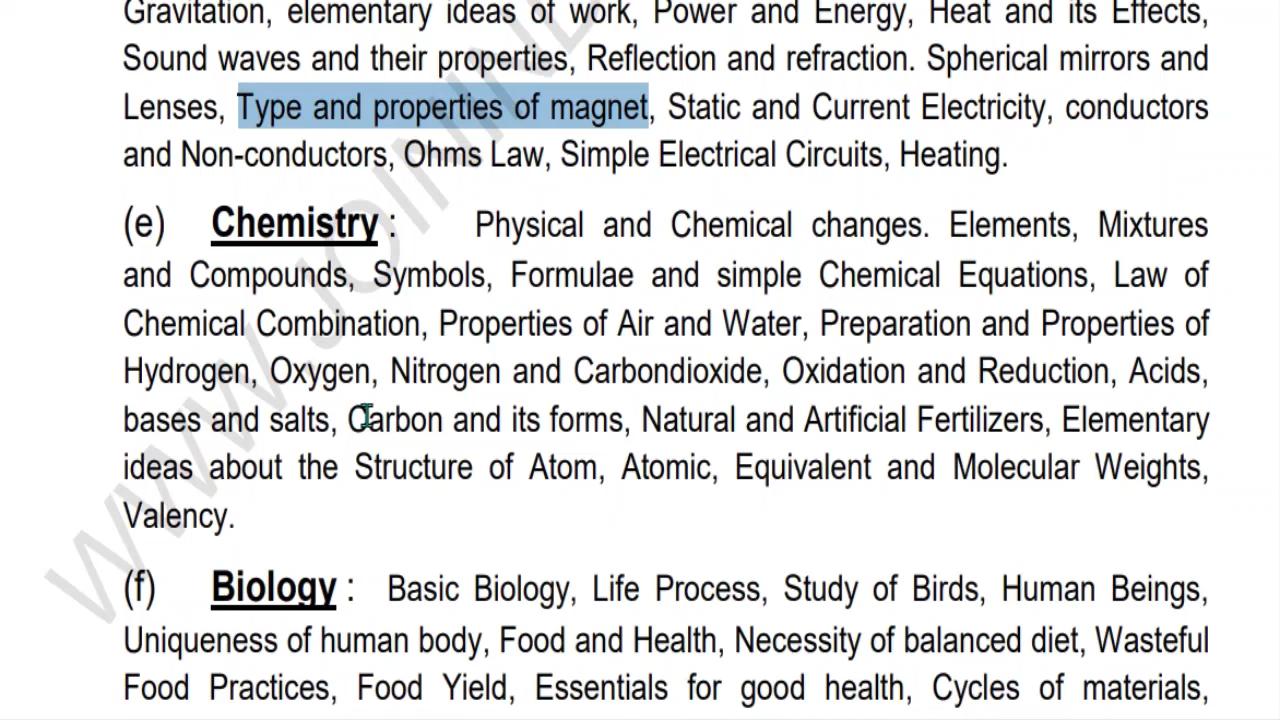 Gravitation, elementary ideas of work, Power and Energy, Heat and its Effects,
Sound waves and their properties, Reflection and refraction. Spherical mirrors and
Lenses, Type and properties of magnet, Static and Current Electricity, conductors
and Non-conductors, Ohms Law, Simple Electrical Circuits, Heating.
(e) Chemistry : Physical and Chemical changes. Elements, Mixtures
and Compounds, Symbols, Formulae and simple Chemical Equations, Law of
Chemical Combination, Properties of Air and Water, Preparation and Properties of
Hydrogen, Oxygen, Nitrogen and Carbondioxide, Oxidation and Reduction, Acids,
bases and salts, Carbon and its forms, Natural and Artificial Fertilizers, Elementary
ideas about the Structure of Atom, Atomic, Equivalent and Molecular Weights,
Valency.
(f) Biology : Basic Biology, Life Process, Study of Birds, Human Beings,
Uniqueness of human body, Food and Health, Necessity of balanced diet, Wasteful
Food Practices, Food Yield, Essentials for good health, Cycles of materials,